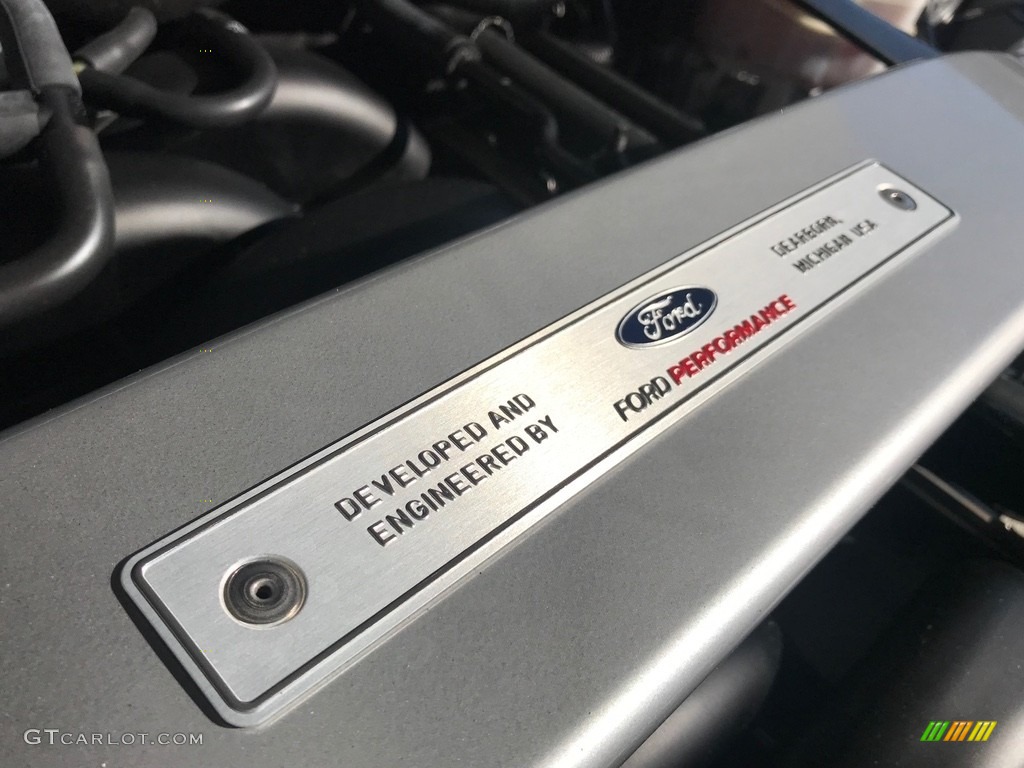 DEVELOPED AND
ENGINEERED BY
Ford
FORD PERFORMANCE
DEARBORN,
MICHIGAN USA
GTCARLOT.COM